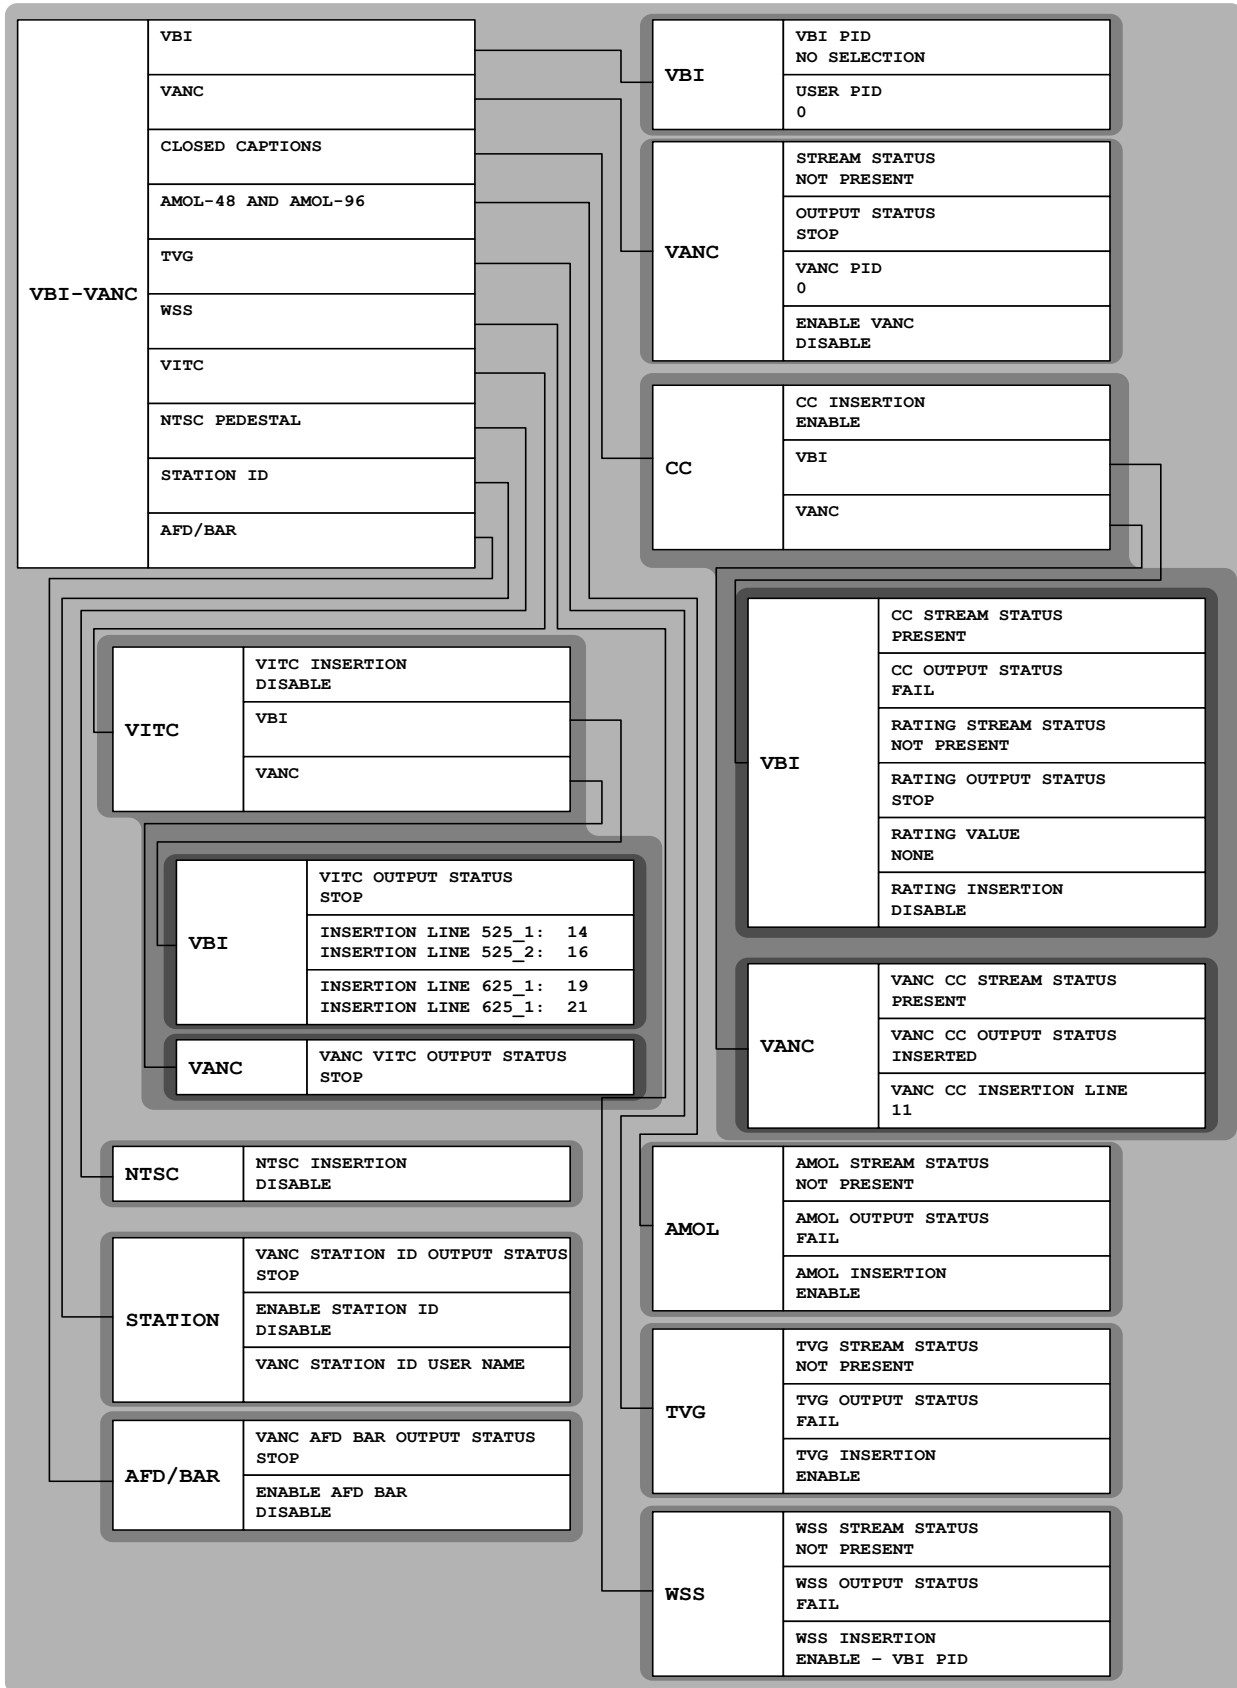 VBI-VANC
VBI
VANC
CLOSED CAPTIONS
AMOL-48 AND AMOL-96
TVG
WSS
VITC
NTSC PEDESTAL
STATION ID
AFD/BAR
VBI
VBI PID
NO SELECTION
USER PID
0
VANC
STREAM STATUS
NOT PRESENT
OUTPUT STATUS
STOP
VANC PID
0
ENABLE VANC
DISABLE
CC
CC INSERTION
ENABLE
VBI
VANC
VBI
CC STREAM STATUS
PRESENT
CC OUTPUT STATUS
FAIL
RATING STREAM STATUS
NOT PRESENT
RATING OUTPUT STATUS
STOP
RATING VALUE
NONE
RATING INSERTION
DISABLE
VANC
VANC CC STREAM STATUS
PRESENT
VANC CC OUTPUT STATUS
INSERTED
VANC CC INSERTION LINE
11
VITC
VITC INSERTION
DISABLE
VBI
VANC
VBI
VITC OUTPUT STATUS
STOP
INSERTION LINE 525_1: 14
INSERTION LINE 525_2: 16
INSERTION LINE 625_1: 19
INSERTION LINE 625_1: 21
VANC
VANC VITC OUTPUT STATUS
STOP
NTSC
NTSC INSERTION
DISABLE
STATION
VANC STATION ID OUTPUT STATUS
STOP
ENABLE STATION ID
DISABLE
VANC STATION ID USER NAME
AFD/BAR
VANC AFD BAR OUTPUT STATUS
STOP
ENABLE AFD BAR
DISABLE
AMOL
AMOL STREAM STATUS
NOT PRESENT
AMOL OUTPUT STATUS
FAIL
AMOL INSERTION
ENABLE
TVG
TVG STREAM STATUS
NOT PRESENT
TVG OUTPUT STATUS
FAIL
TVG INSERTION
ENABLE
WSS
WSS STREAM STATUS
NOT PRESENT
WSS OUTPUT STATUS
FAIL
WSS INSERTION
ENABLE – VBI PID